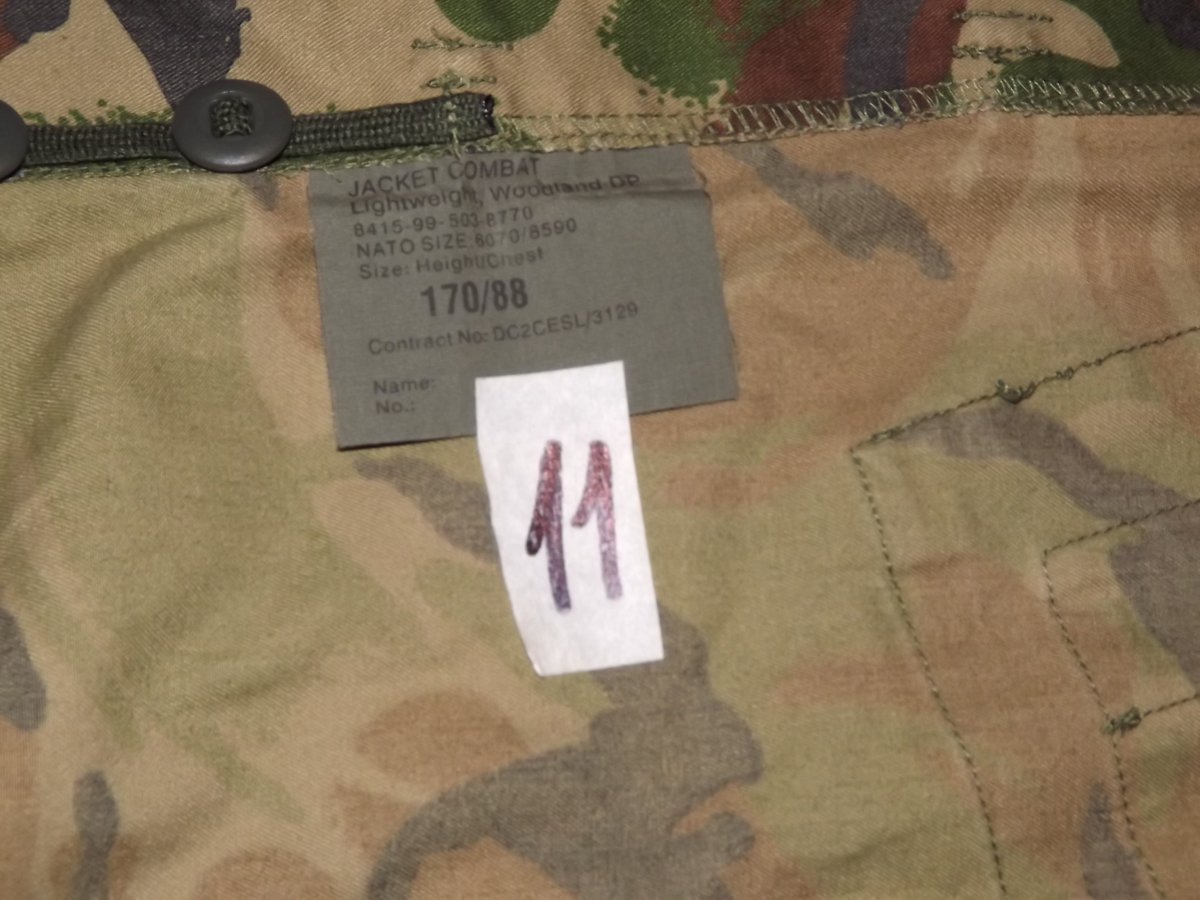 JACKET COMBAT
Lightweight, Woodland DP
8415-99-503-8770
NATO SIZE: 6070/8590
Size: Height/Chest
170/88
Contract No: DC2CESL/3129
Name:
No.:
11